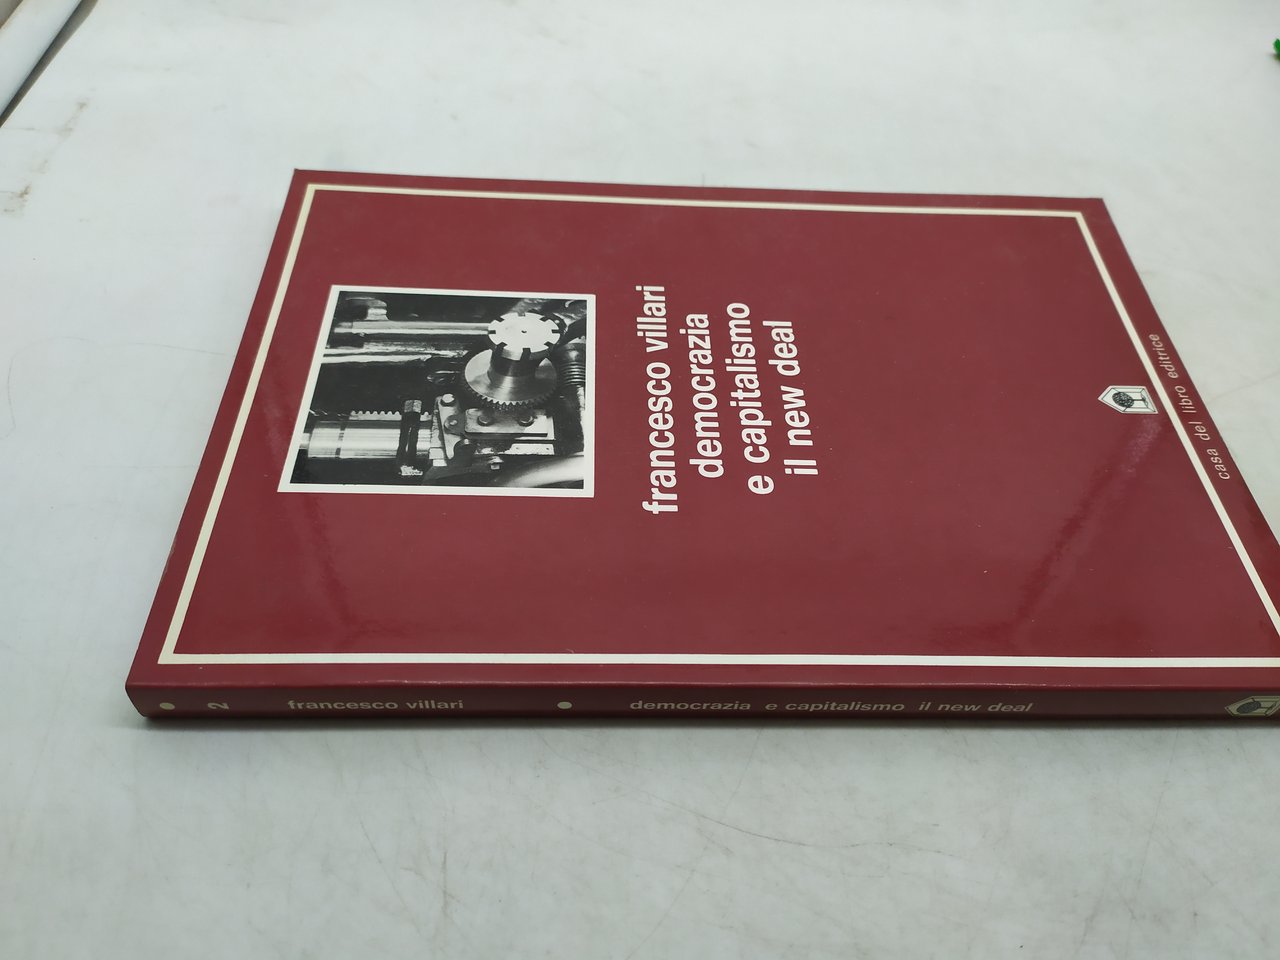 francesco villari
democrazia
e capitalismo
il new deal
casa del libro editrice
2 francesco villari • democrazia e capitalismo il new deal